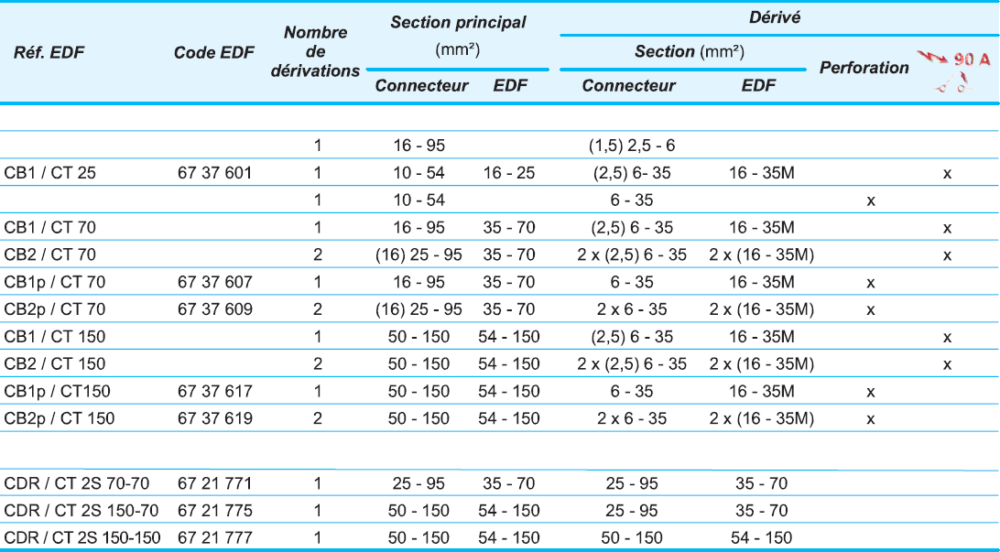 Réf. EDF Code EDF Nombre de dérivations Section principal (mm²) Dérivé
Section (mm²) Perforation 90 A
Connecteur EDF Connecteur EDF
1 16 - 95 (1,5) 2,5 - 6
CB1 / CT 25 67 37 601 1 10 - 54 16 - 25 (2,5) 6- 35 16 - 35M x
1 10 - 54 6 - 35 x
CB1 / CT 70 1 16 - 95 35 - 70 (2,5) 6 - 35 16 - 35M x
CB2 / CT 70 2 (16) 25 - 95 35 - 70 2 x (2,5) 6 - 35 2 x (16 - 35M) x
CB1p / CT 70 67 37 607 1 16 - 95 35 - 70 6 - 35 16 - 35M x
CB2p / CT 70 67 37 609 2 (16) 25 - 95 35 - 70 2 x 6 - 35 2 x (16 - 35M) x
CB1 / CT 150 1 50 - 150 54 - 150 (2,5) 6 - 35 16 - 35M x
CB2 / CT 150 2 50 - 150 54 - 150 2 x (2,5) 6 - 35 2 x (16 - 35M) x
CB1p / CT150 67 37 617 1 50 - 150 54 - 150 6 - 35 16 - 35M x
CB2p / CT 150 67 37 619 2 50 - 150 54 - 150 2 x 6 - 35 2 x (16 - 35M) x
CDR / CT 2S 70-70 67 21 771 1 25 - 95 35 - 70 25 - 95 35 - 70
CDR / CT 2S 150-70 67 21 775 1 50 - 150 54 - 150 25 - 95 35 - 70
CDR / CT 2S 150-150 67 21 777 1 50 - 150 54 - 150 50 - 150 54 - 150